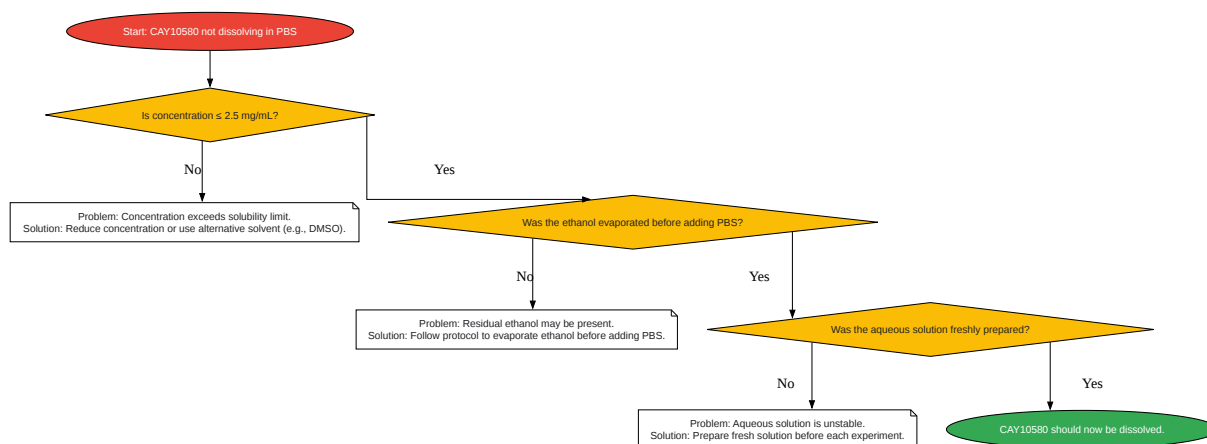 Start: CAY10580 not dissolving in PBS
Is concentration ≤ 2.5 mg/mL?
No
Yes
Problem: Concentration exceeds solubility limit.
Solution: Reduce concentration or use alternative solvent (e.g., DMSO).
Was the ethanol evaporated before adding PBS?
No
Yes
Problem: Residual ethanol may be present.
Solution: Follow protocol to evaporate ethanol before adding PBS.
Was the aqueous solution freshly prepared?
No
Yes
Problem: Aqueous solution is unstable.
Solution: Prepare fresh solution before each experiment.
CAY10580 should now be dissolved.